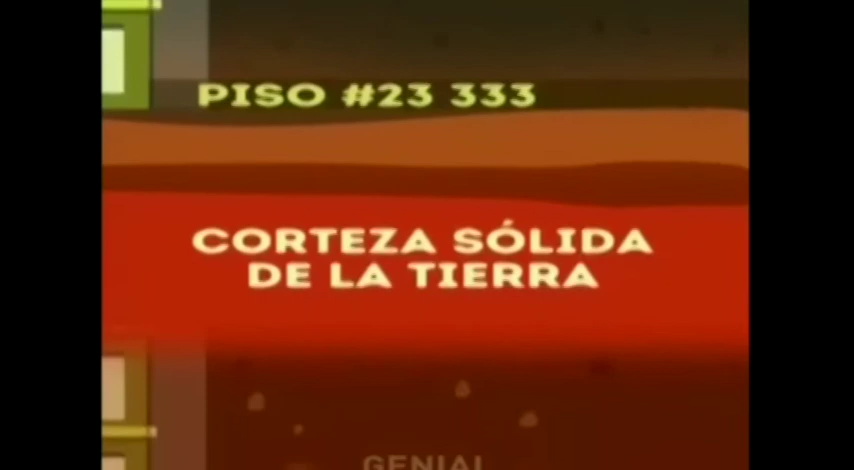 PISO #23 333
CORTEZA SÓLIDA
DE LA TIERRA
GENIAL